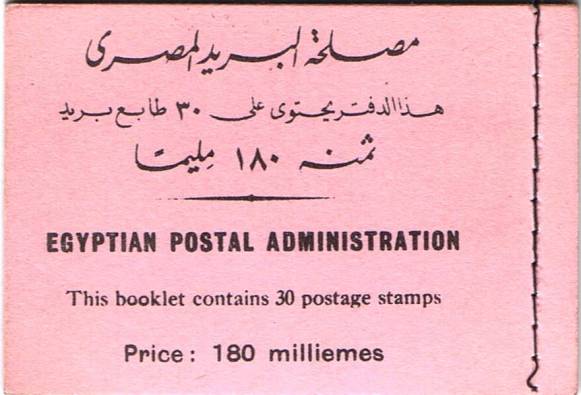 مصلحة البريد المصرى
هذا الدفتر يحتوى على ٣٠ طابع بريد
ثمنه ١٨٠ مليمًا
EGYPTIAN POSTAL ADMINISTRATION
This booklet contains 30 postage stamps
Price: 180 milliemes